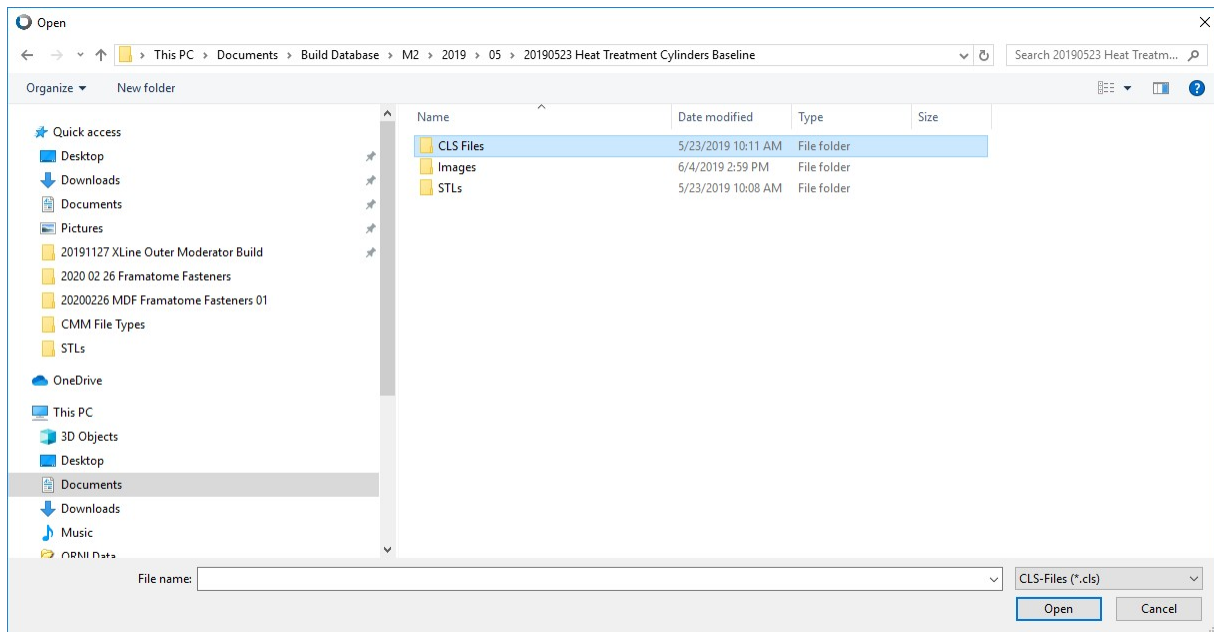 Open
This PC > Documents > Build Database > M2 > 2019 > 05 > 20190523 Heat Treatment Cylinders Baseline
Search 20190523 Heat Treatm...
Organize New folder
Name Date modified Type Size
CLS Files 5/23/2019 10:11 AM File folder
Images 6/4/2019 2:59 PM File folder
STLs 5/23/2019 10:08 AM File folder
Quick access
Desktop
Downloads
Documents
Pictures
20191127 XLine Outer Moderator Build
2020 02 26 Framatome Fasteners
20200226 MDF Framatome Fasteners 01
CMM File Types
STLs
OneDrive
This PC
3D Objects
Desktop
Documents
Downloads
Music
ORNL Data
File name:
CLS-Files (*.cls)
Open Cancel